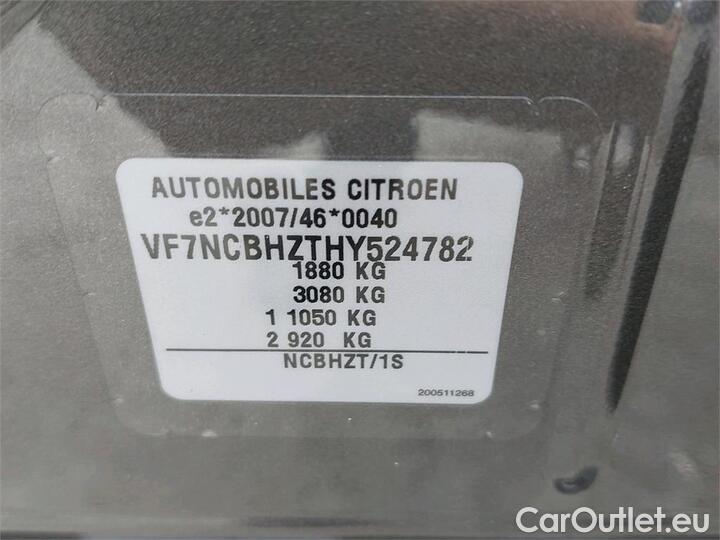 AUTOMOBILES CITROEN
e2*2007/46*0040
VF7NCBHZTHY524782
1880 KG
3080 KG
1 1050 KG
2 920 KG
NCBHZT/1S
200511268
CarOutlet.eu